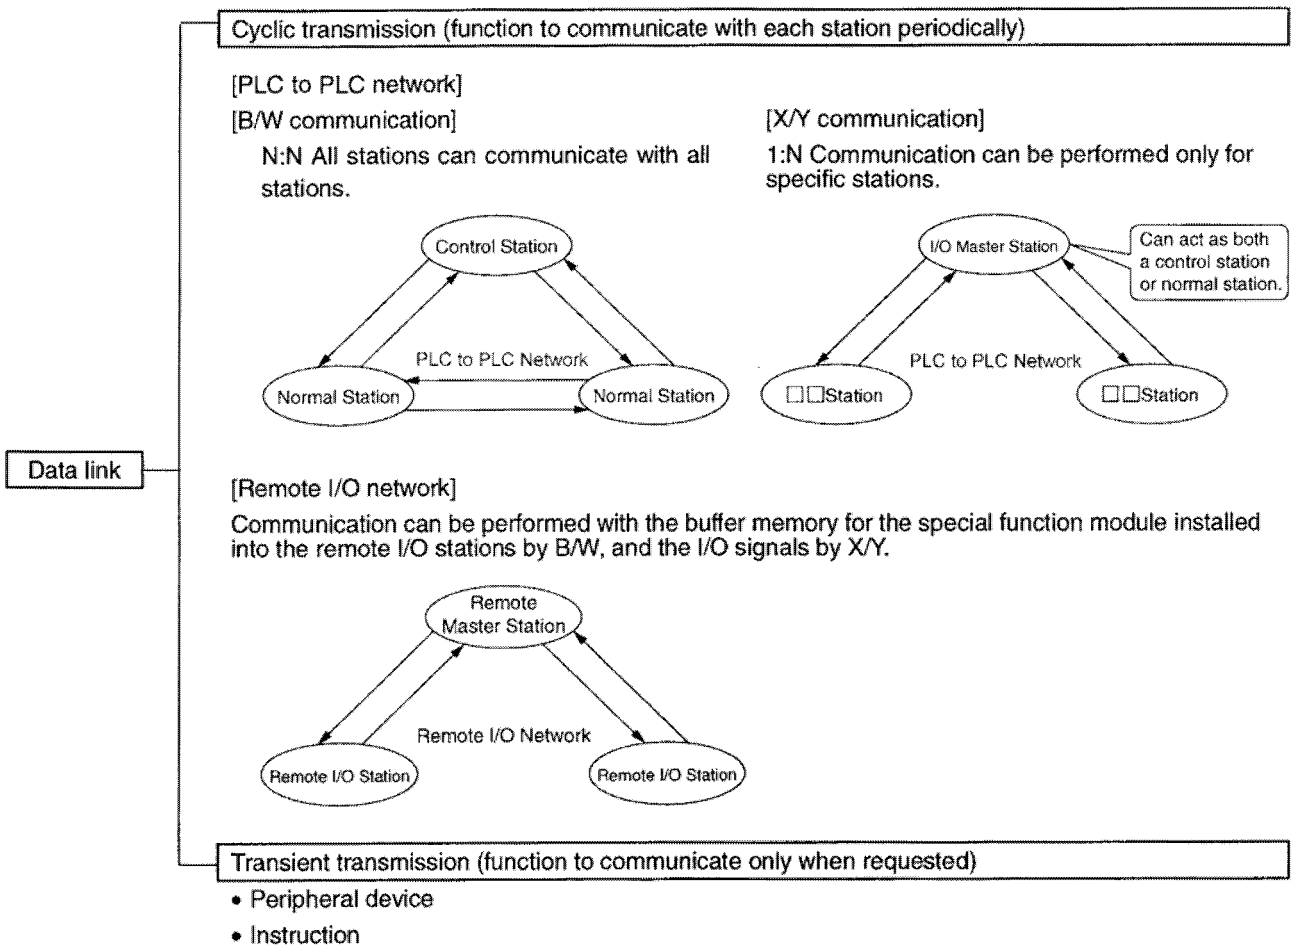 Cyclic transmission (function to communicate with each station periodically)
[PLC to PLC network]
[B/W communication]
N:N All stations can communicate with all
stations.
Control Station
PLC to PLC Network
Normal Station
Normal Station
[X/Y communication]
1:N Communication can be performed only for
specific stations.
I/O Master Station
Can act as both
a control station
or normal station.
PLC to PLC Network
□□Station
□□Station
Data link
[Remote I/O network]
Communication can be performed with the buffer memory for the special function module installed
into the remote I/O stations by B/W, and the I/O signals by X/Y.
Remote
Master Station
Remote I/O Network
Remote I/O Station
Remote I/O Station
Transient transmission (function to communicate only when requested)
• Peripheral device
• Instruction